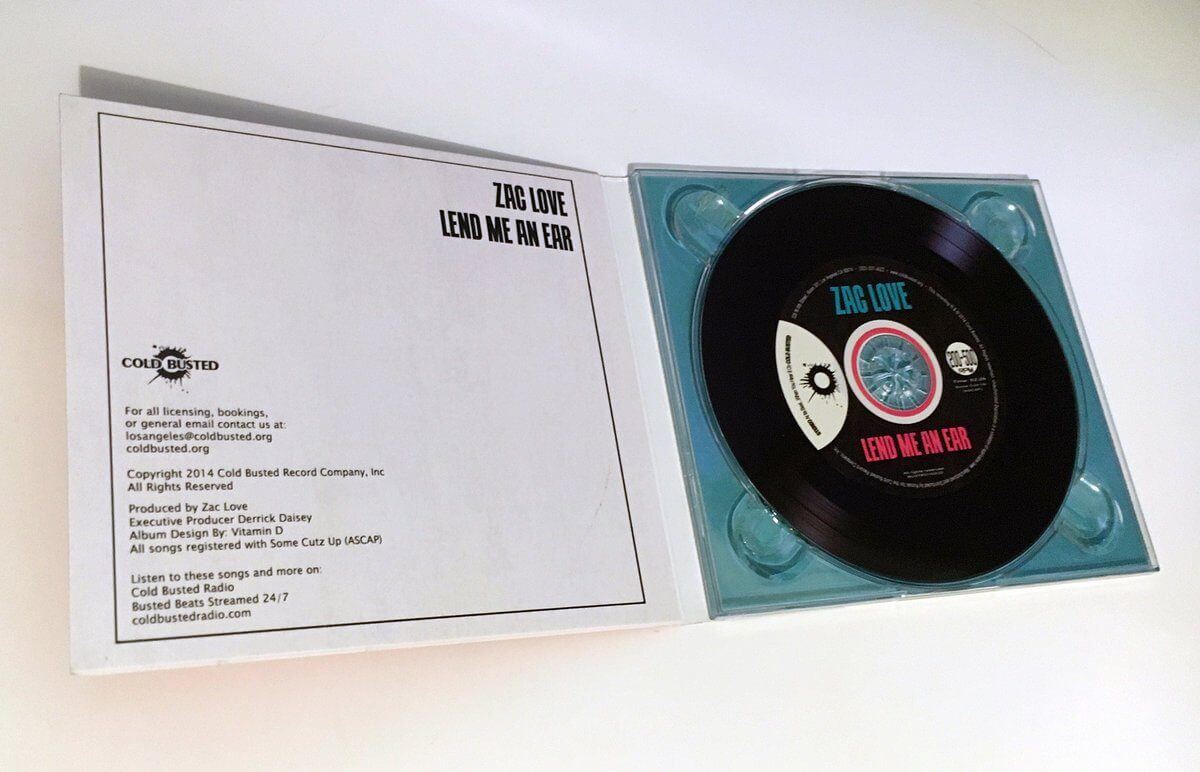 ZAC LOVE
LEND ME AN EAR
COLD BUSTED
For all licensing, bookings,
or general email contact us at:
losangeles@coldbusted.org
coldbusted.org
Copyright 2014 Cold Busted Record Company, Inc
All Rights Reserved
Produced by Zac Love
Executive Producer Derrick Daisey
Album Design By: Vitamin D
All songs registered with Some Cutz Up (ASCAP)
Listen to these songs and more on:
Cold Busted Radio
Busted Beats Streamed 24/7
coldbustedradio.com
ZAC LOVE
LEND ME AN EAR